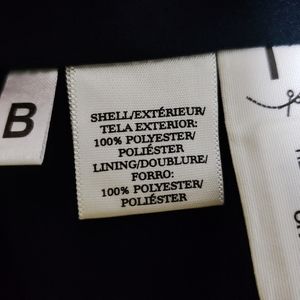 B
SHELL/EXTÉRIEUR/
TELA EXTERIOR:
100% POLYESTER/
POLIÉSTER
LINING/DOUBLURE/
FORRO:
100% POLYESTER/
POLIÉSTER